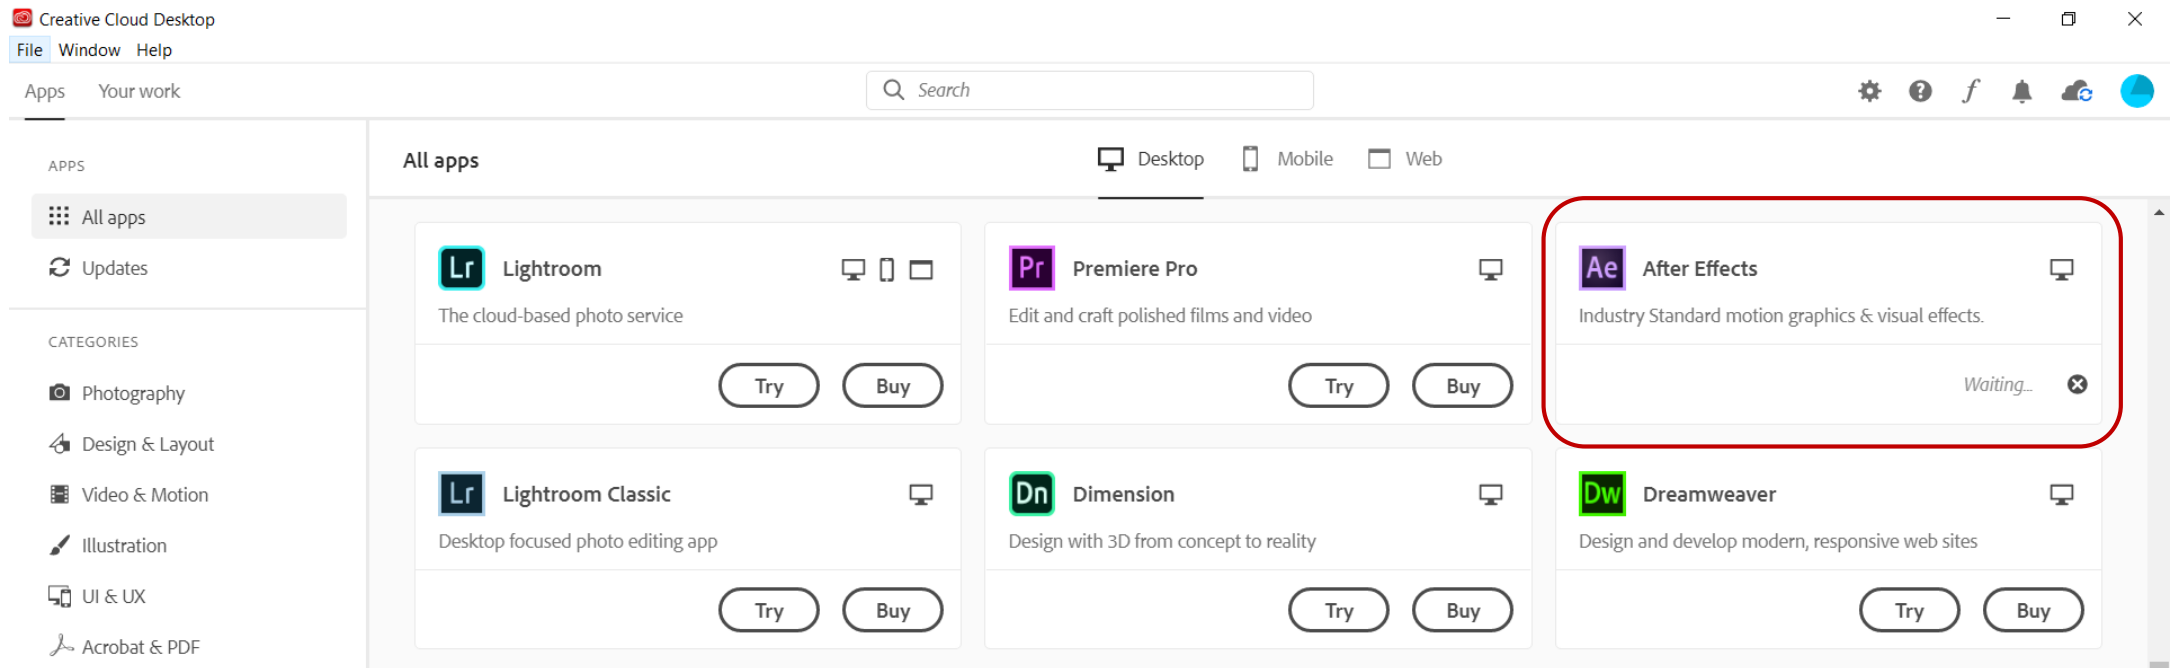 Creative Cloud Desktop
File Window Help
Apps Your work
Search
f
APPS
All apps
Updates
CATEGORIES
Photography
Design & Layout
Video & Motion
Illustration
UI & UX
Acrobat & PDF
All apps
Desktop Mobile Web
Lr Lightroom
The cloud-based photo service
Try Buy
Pr Premiere Pro
Edit and craft polished films and video
Try Buy
Ae After Effects
Industry Standard motion graphics & visual effects.
Waiting...
Lr Lightroom Classic
Desktop focused photo editing app
Try Buy
Dn Dimension
Design with 3D from concept to reality
Try Buy
Dw Dreamweaver
Design and develop modern, responsive web sites
Try Buy